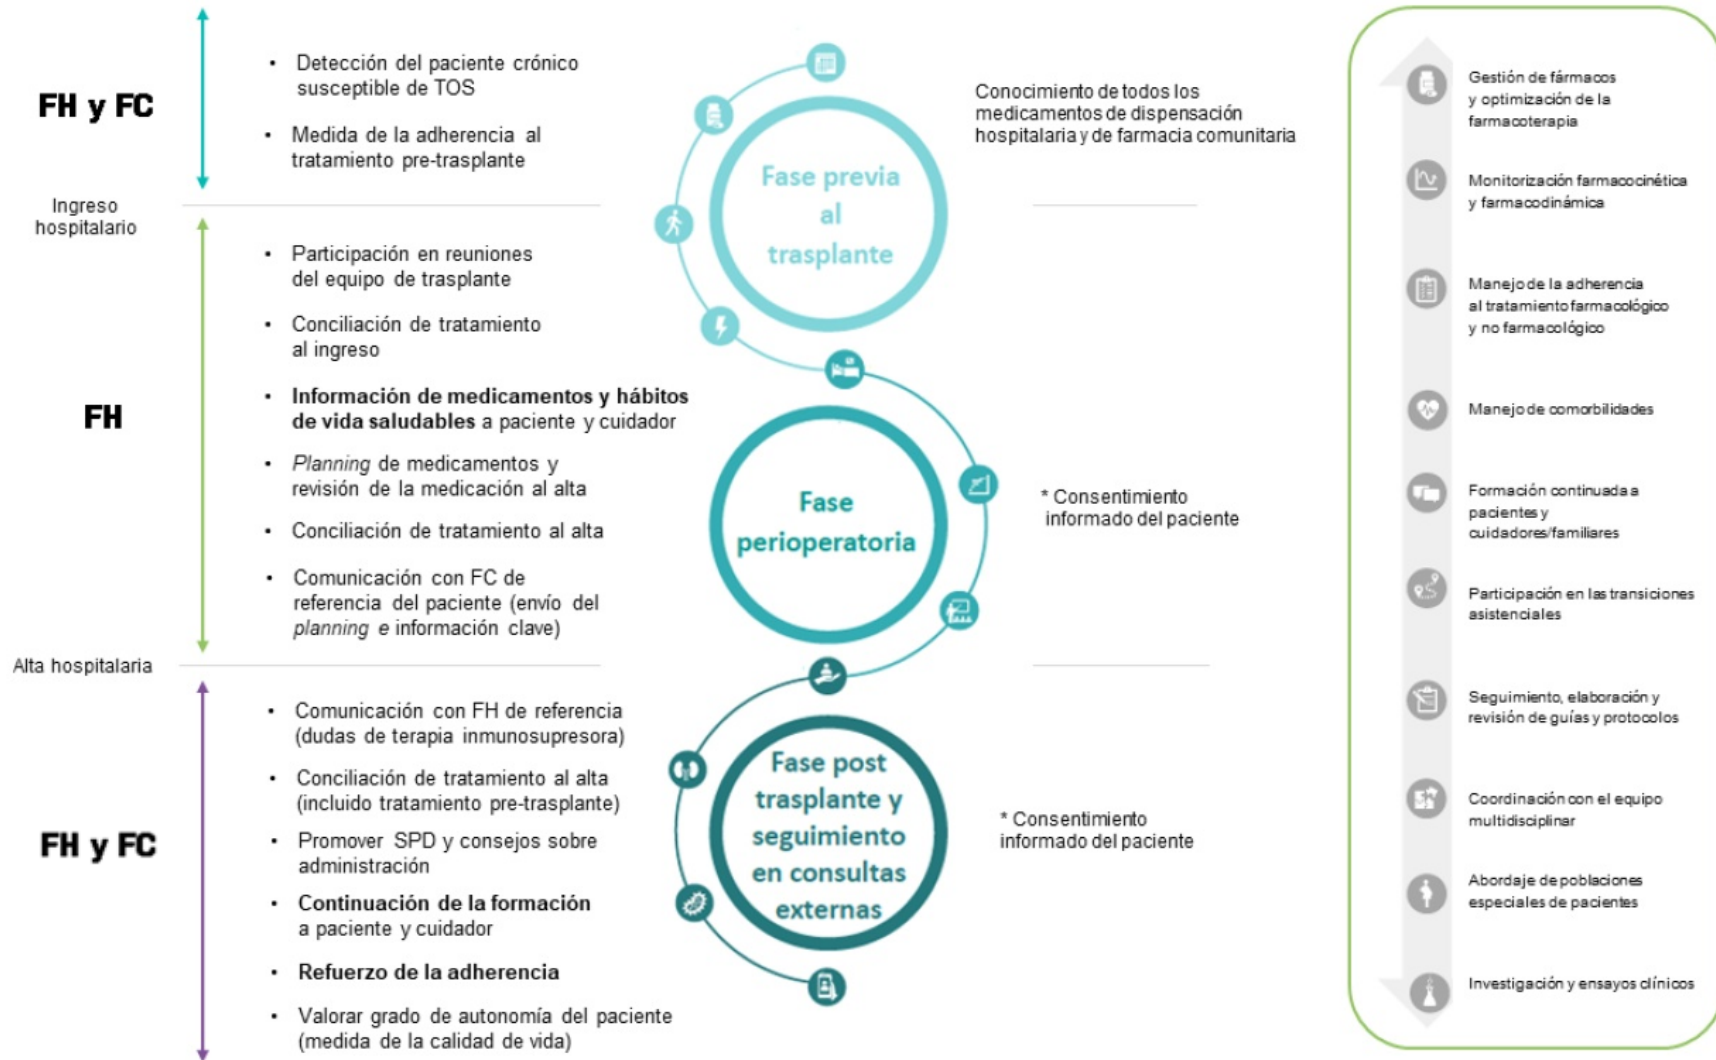 FH y FC
• Detección del paciente crónico
susceptible de TOS
• Medida de la adherencia al
tratamiento pre-trasplante
Fase previa
al
trasplante
Conocimiento de todos los
medicamentos de dispensación
hospitalaria y de farmacia comunitaria
Ingreso
hospitalario
FH
• Participación en reuniones
del equipo de trasplante
• Conciliación de tratamiento
al ingreso
• Información de medicamentos y hábitos
de vida saludables a paciente y cuidador
• Planning de medicamentos y
revisión de la medicación al alta
• Conciliación de tratamiento al alta
• Comunicación con FC de
referencia del paciente (envío del
planning e información clave)
Fase
perioperatoria
* Consentimiento
informado del paciente
Alta hospitalaria
FH y FC
• Comunicación con FH de referencia
(dudas de terapia inmunosupresora)
• Conciliación de tratamiento al alta
(incluido tratamiento pre-trasplante)
• Promover SPD y consejos sobre
administración
• Continuación de la formación
a paciente y cuidador
• Refuerzo de la adherencia
• Valorar grado de autonomía del paciente
(medida de la calidad de vida)
Fase post
trasplante y
seguimiento
en consultas
externas
* Consentimiento
informado del paciente
Gestión de fármacos
y optimización de la
farmacoterapia
Monitorización farmacocinética
y farmacodinámica
Manejo de la adherencia
al tratamiento farmacológico
y no farmacológico
Manejo de comorbilidades
Formación continuada a
pacientes y
cuidadores/familiares
Participación en las transiciones
asistenciales
Seguimiento, elaboración y
revisión de guías y protocolos
Coordinación con el equipo
multidisciplinar
Abordaje de poblaciones
especiales de pacientes
Investigación y ensayos clínicos